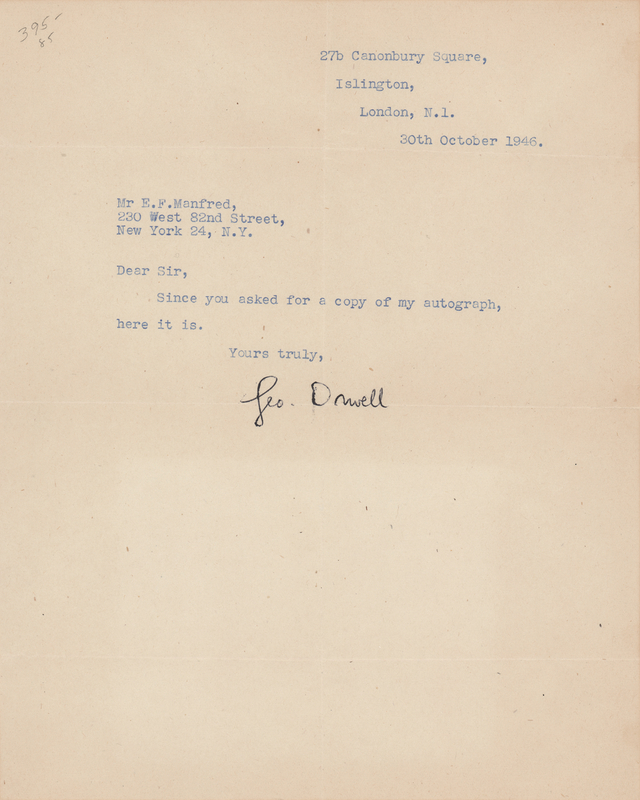 395
85
27b Canonbury Square,
Islington,
London, N.1.
30th October 1946.
Mr E.F.Manfred,
230 West 82nd Street,
New York 24, N.Y.
Dear Sir,
Since you asked for a copy of my autograph,
here it is.
Yours truly,
Geo. Orwell